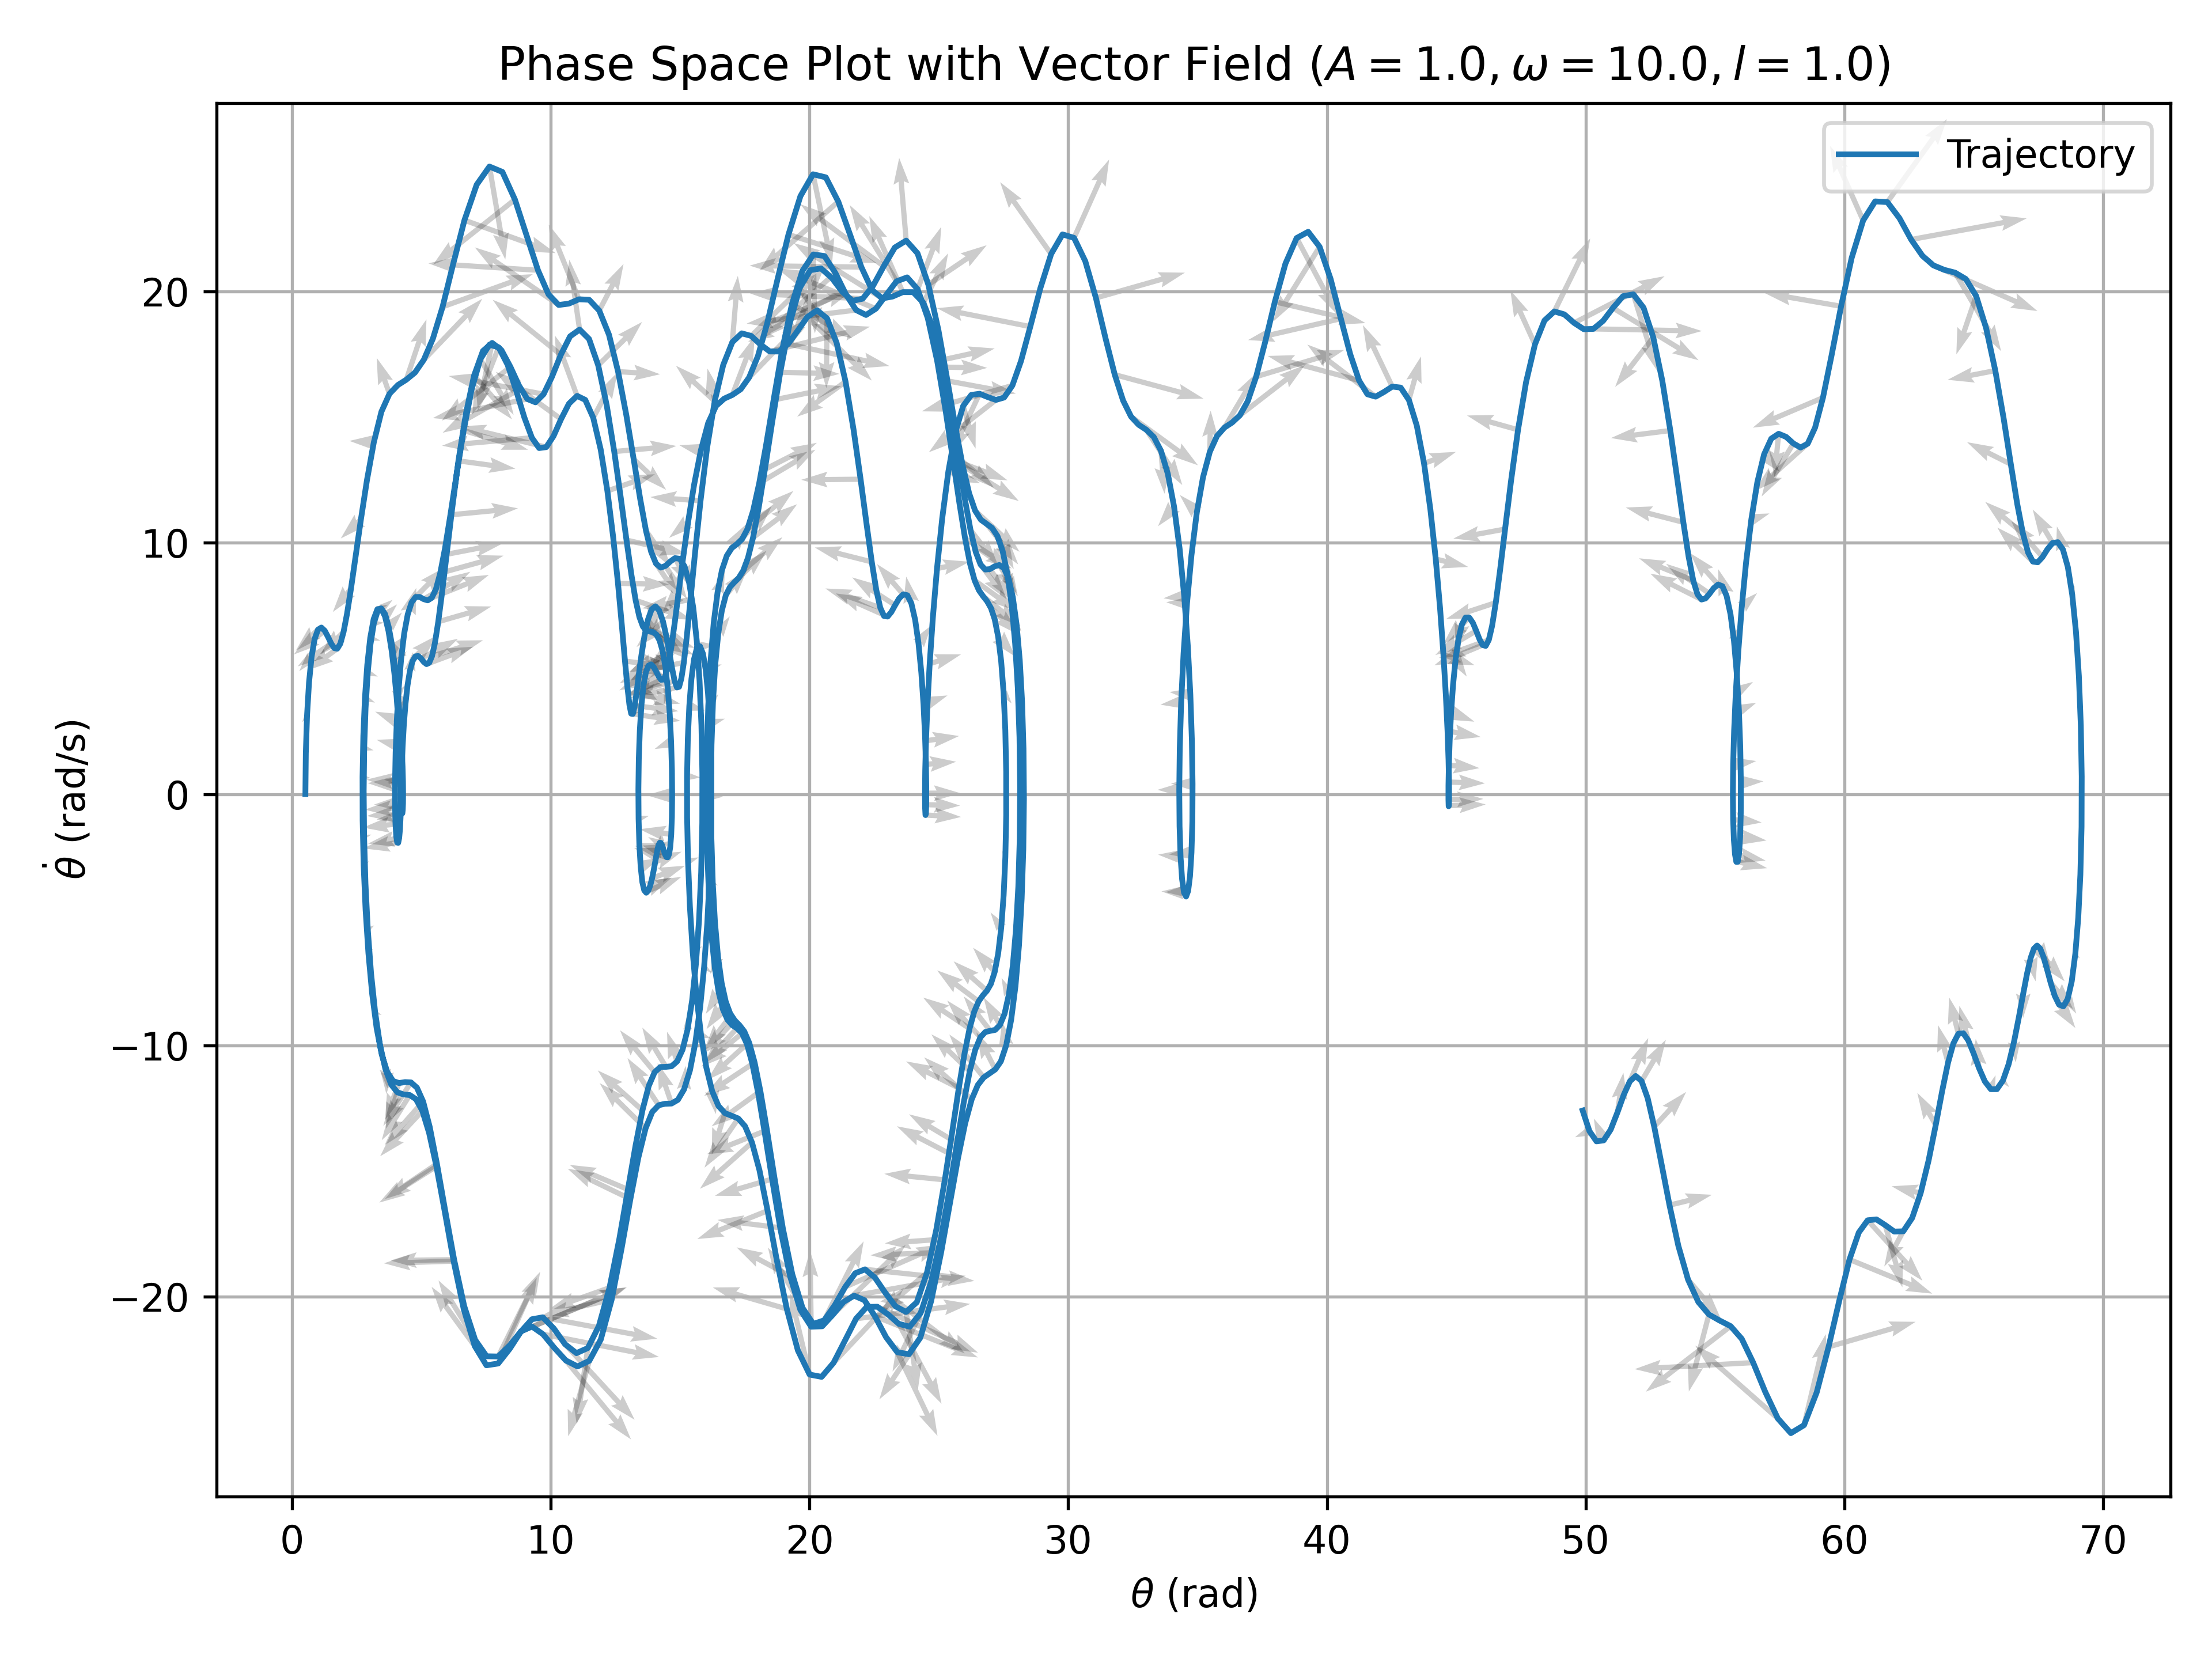 Phase Space Plot with Vector Field (A = 1.0, ω = 10.0, l = 1.0)
Trajectory
20
10
0
−10
−20
θ̇ (rad/s)
0 10 20 30 40 50 60 70
θ (rad)